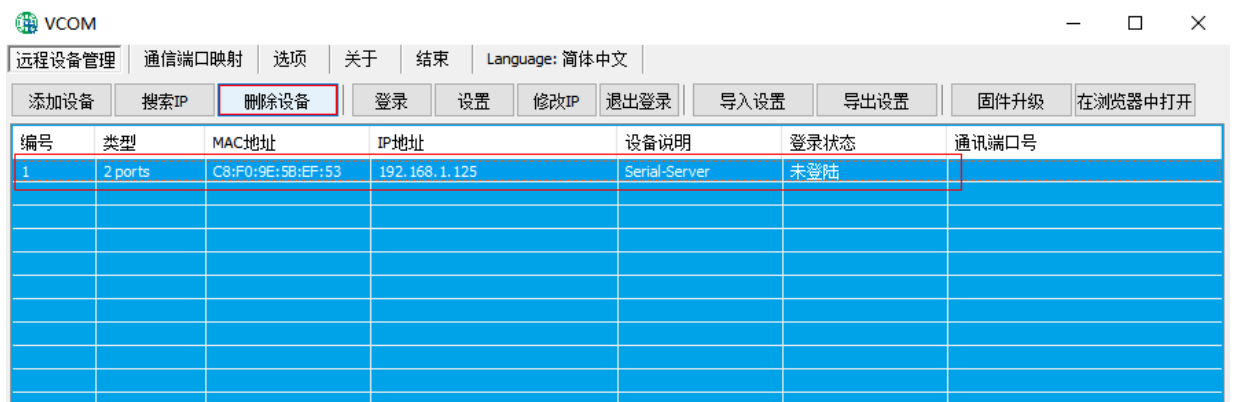 VCOM
远程设备管理 通信端口映射 选项 关于 结束 Language: 简体中文
添加设备 搜索IP 删除设备 登录 设置 修改IP 退出登录 导入设置 导出设置 固件升级 在浏览器中打开
编号 类型 MAC地址 IP地址 设备说明 登录状态 通讯端口号
1 2 ports C8:F0:9E:5B:EF:53 192.168.1.125 Serial-Server 未登陆